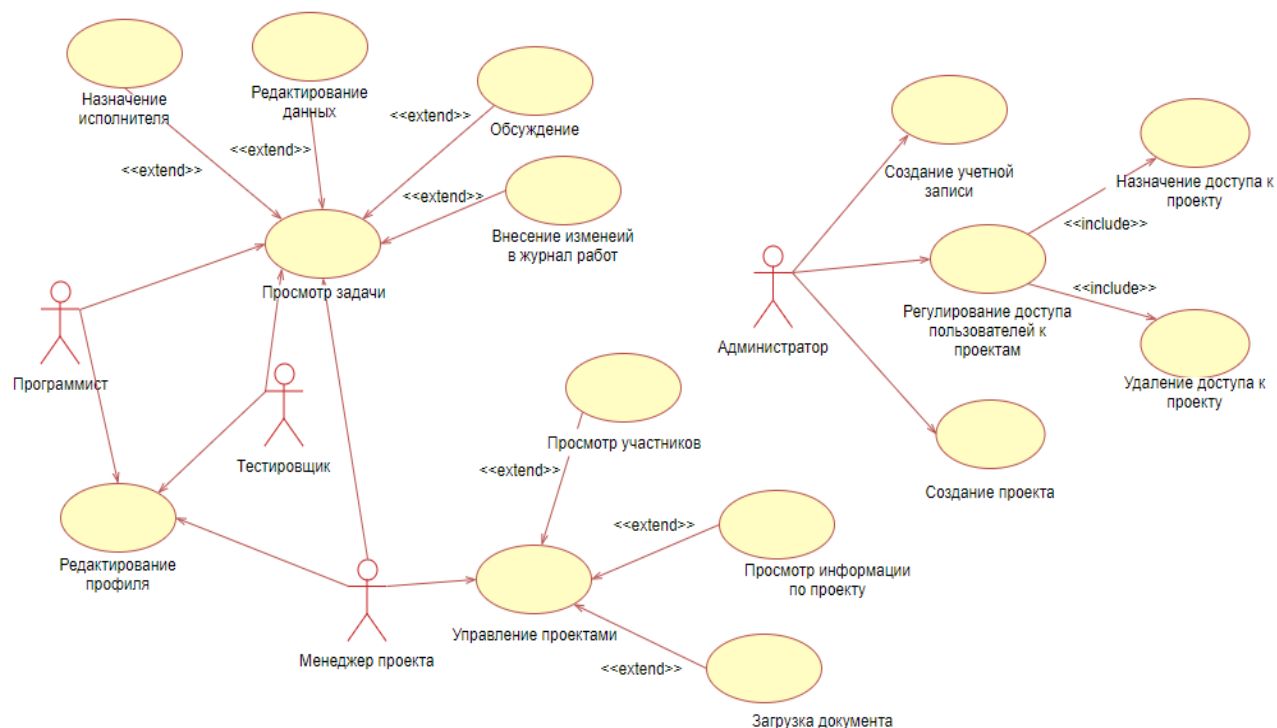 Назначение
исполнителя
<<extend>>
Редактирование
данных
<<extend>>
<<extend>>
Обсуждение
<<extend>>
Внесение изменеий
в журнал работ
Просмотр задачи
Программист
Тестировщик
Редактирование
профиля
Менеджер проекта
Просмотр участников
<<extend>>
<<extend>>
Просмотр информации
по проекту
Управление проектами
<<extend>>
Загрузка документа
Создание учетной
записи
Назначение доступа к
проекту
<<include>>
<<include>>
Регулирование доступа
пользователей к
проектам
Администратор
Удаление доступа к
проекту
Создание проекта